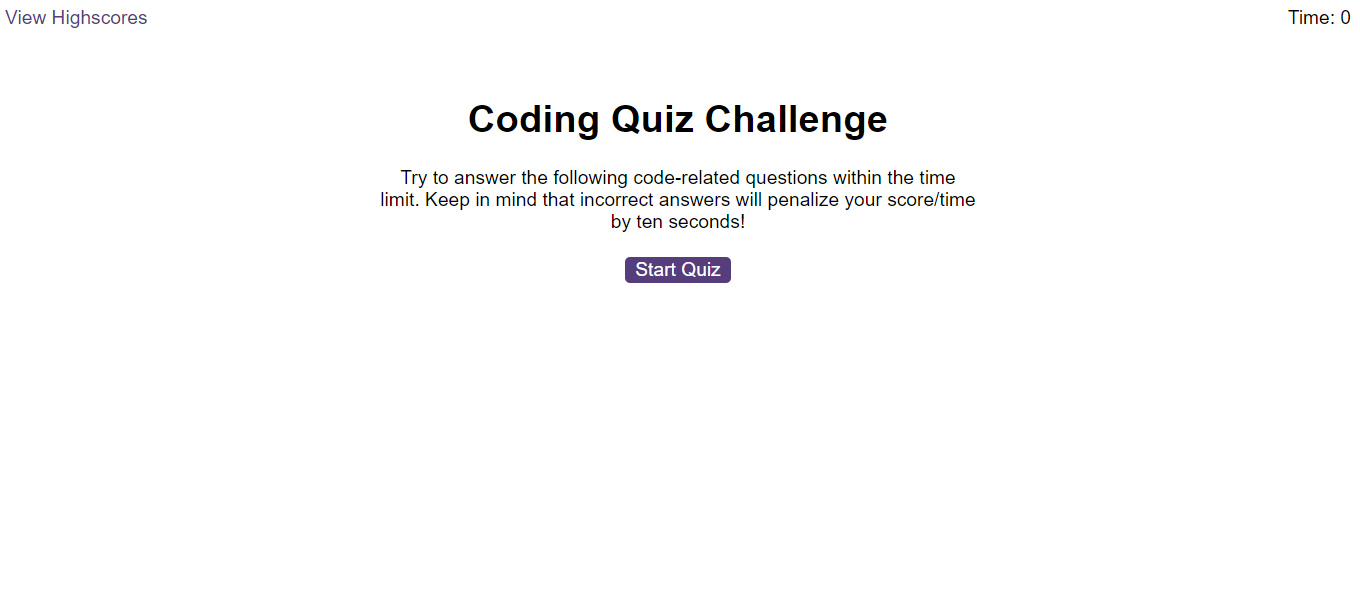 View Highscores
Time: 0
Coding Quiz Challenge
Try to answer the following code-related questions within the time
limit. Keep in mind that incorrect answers will penalize your score/time
by ten seconds!
Start Quiz